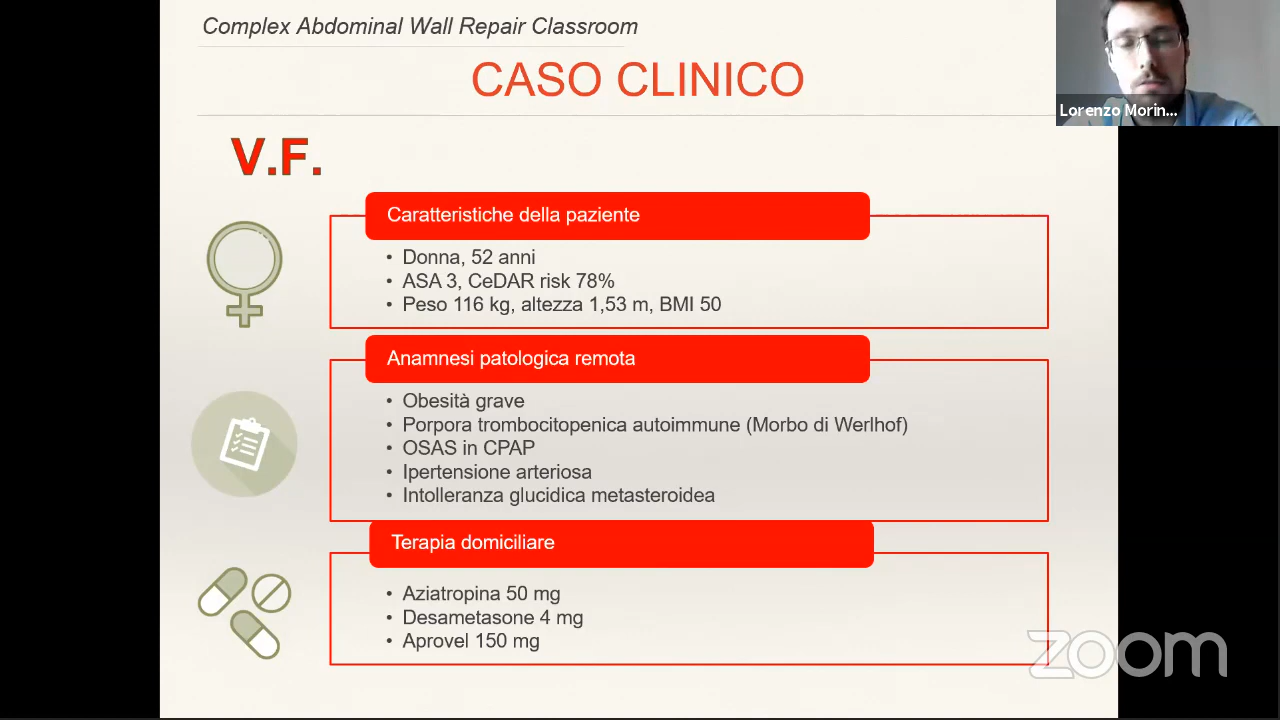 Complex Abdominal Wall Repair Classroom
CASO CLINICO
Lorenzo Morin...
V.F.
Caratteristiche della paziente
• Donna, 52 anni
• ASA 3, CeDAR risk 78%
• Peso 116 kg, altezza 1,53 m, BMI 50
Anamnesi patologica remota
• Obesità grave
• Porpora trombocitopenica autoimmune (Morbo di Werlhof)
• OSAS in CPAP
• Ipertensione arteriosa
• Intolleranza glucidica metasteroidea
Terapia domiciliare
• Aziatropina 50 mg
• Desametasone 4 mg
• Aprovel 150 mg
zoom